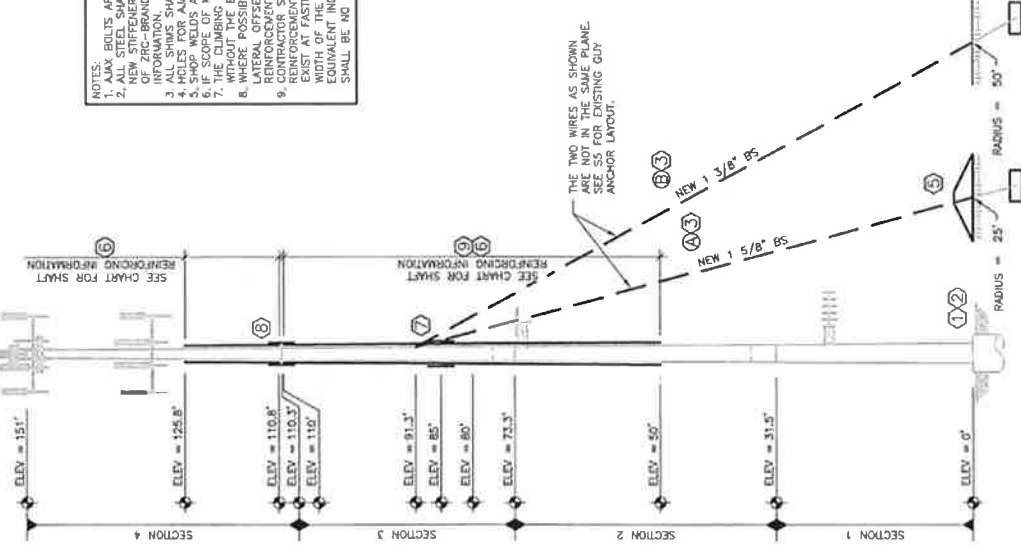 NOTES:
1. AJAX BOLTS AR
2. ALL STEEL SHA
NEW STIFFENER
OF ZRC-BRAND
INFORMATION.
3. ALL SHIMS SHA
4. HOLES FOR AJA
5. SHOP WELDS A
6. IF SCOPE OF
7. THE CLIMBING
WITHOUT THE
8. WHERE POSSIB
LATERAL OFFSE
REINFORCEMENT
9. CONTRACTOR S
REINFORCEMENT
EXIST AT FASTI
WIDTH OF THE
EQUIVALENT IND
SHALL BE NO
THE TWO WIRES AS SHOWN
ARE NOT IN THE SAME PLANE.
SEE S5 FOR EXISTING GUY
ANCHOR LAYOUT.
SEE CHART FOR SHAFT
REINFORCING INFORMATION
6
SEE CHART FOR SHAFT
REINFORCING INFORMATION
9 6
8
7
B 3
NEW 1 3/8" BS
A 3
NEW 1 5/8" BS
5
1 2
RADIUS = 25'
RADIUS = 50'
ELEV = 151'
ELEV = 125.8'
ELEV = 110.8'
ELEV = 110.3'
ELEV = 110'
ELEV = 91.3'
ELEV = 85'
ELEV = 80'
ELEV = 73.3'
ELEV = 50'
ELEV = 31.5'
ELEV = 0'
SECTION 4
SECTION 3
SECTION 2
SECTION 1